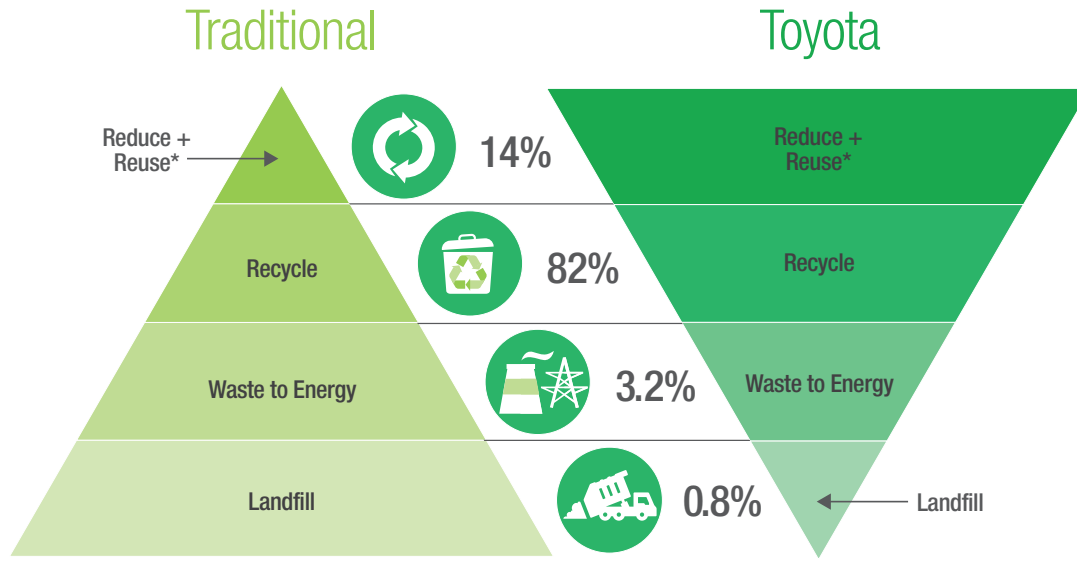 Traditional
Toyota
Reduce +
Reuse*
14%
Reduce +
Reuse*
Recycle
82%
Recycle
Waste to Energy
3.2%
Waste to Energy
Landfill
0.8%
Landfill